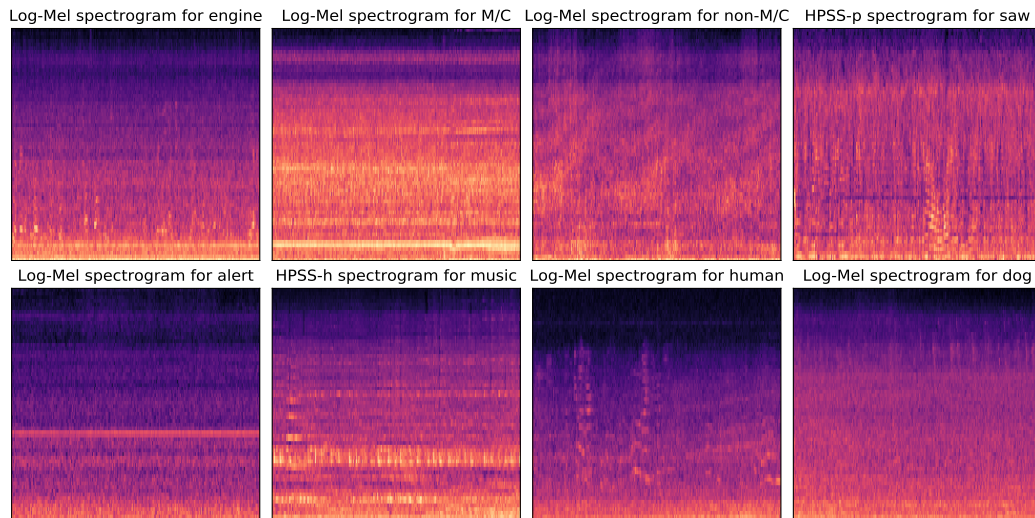 Log-Mel spectrogram for engine
Log-Mel spectrogram for M/C
Log-Mel spectrogram for non-M/C
HPSS-p spectrogram for saw
Log-Mel spectrogram for alert
HPSS-h spectrogram for music
Log-Mel spectrogram for human
Log-Mel spectrogram for dog